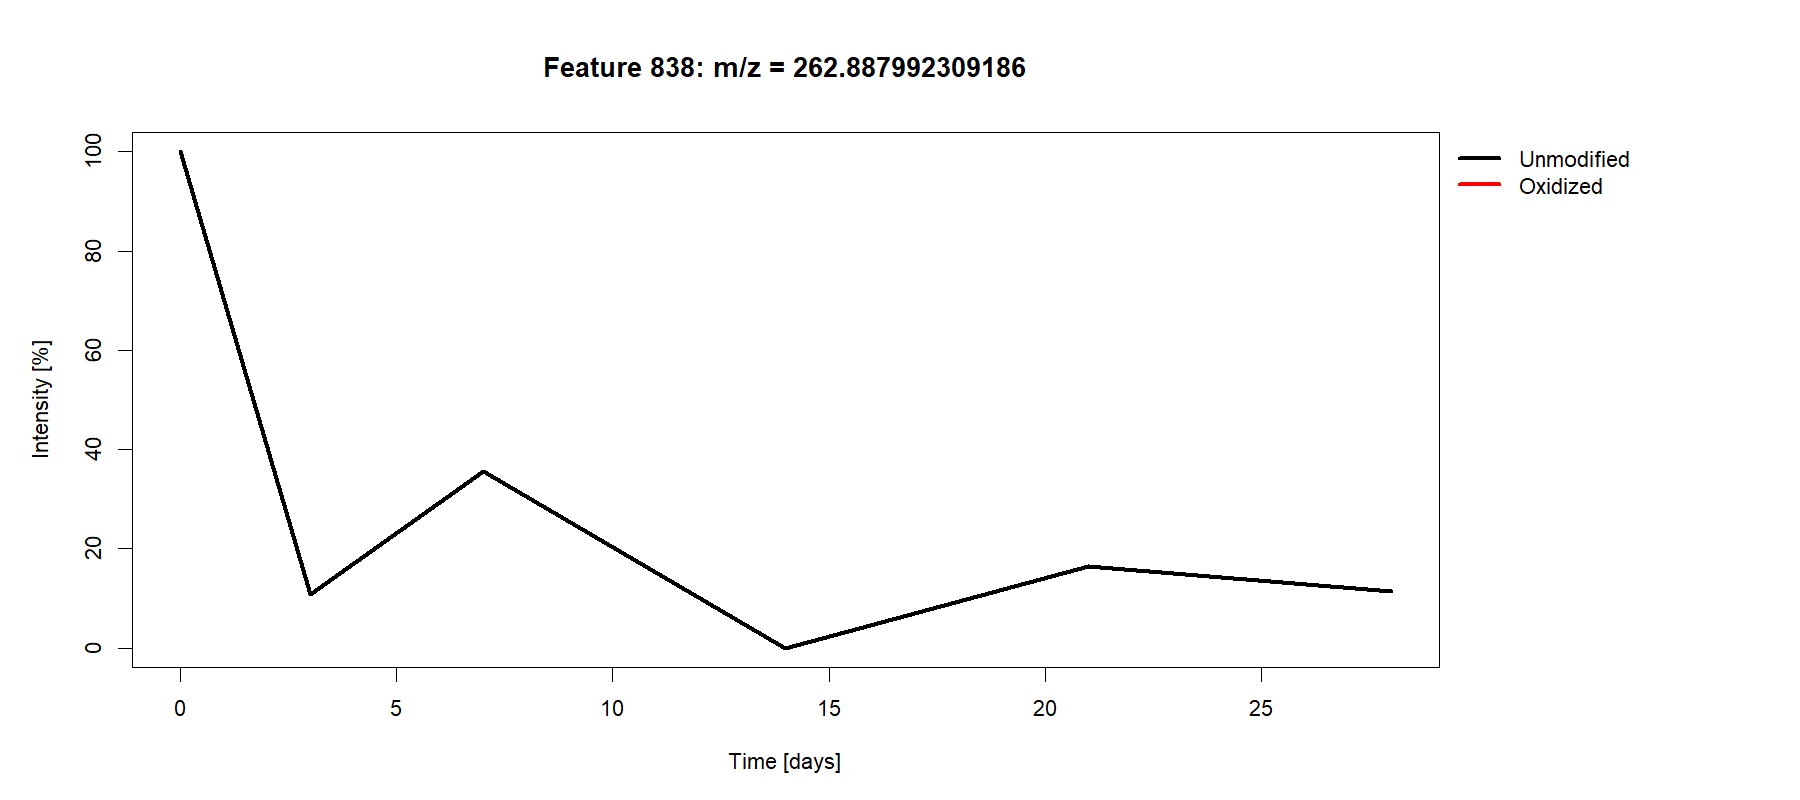 Feature 838: m/z = 262.887992309186
Unmodified
Oxidized
Intensity [%]
100
80
60
40
20
0
0 5 10 15 20 25
Time [days]